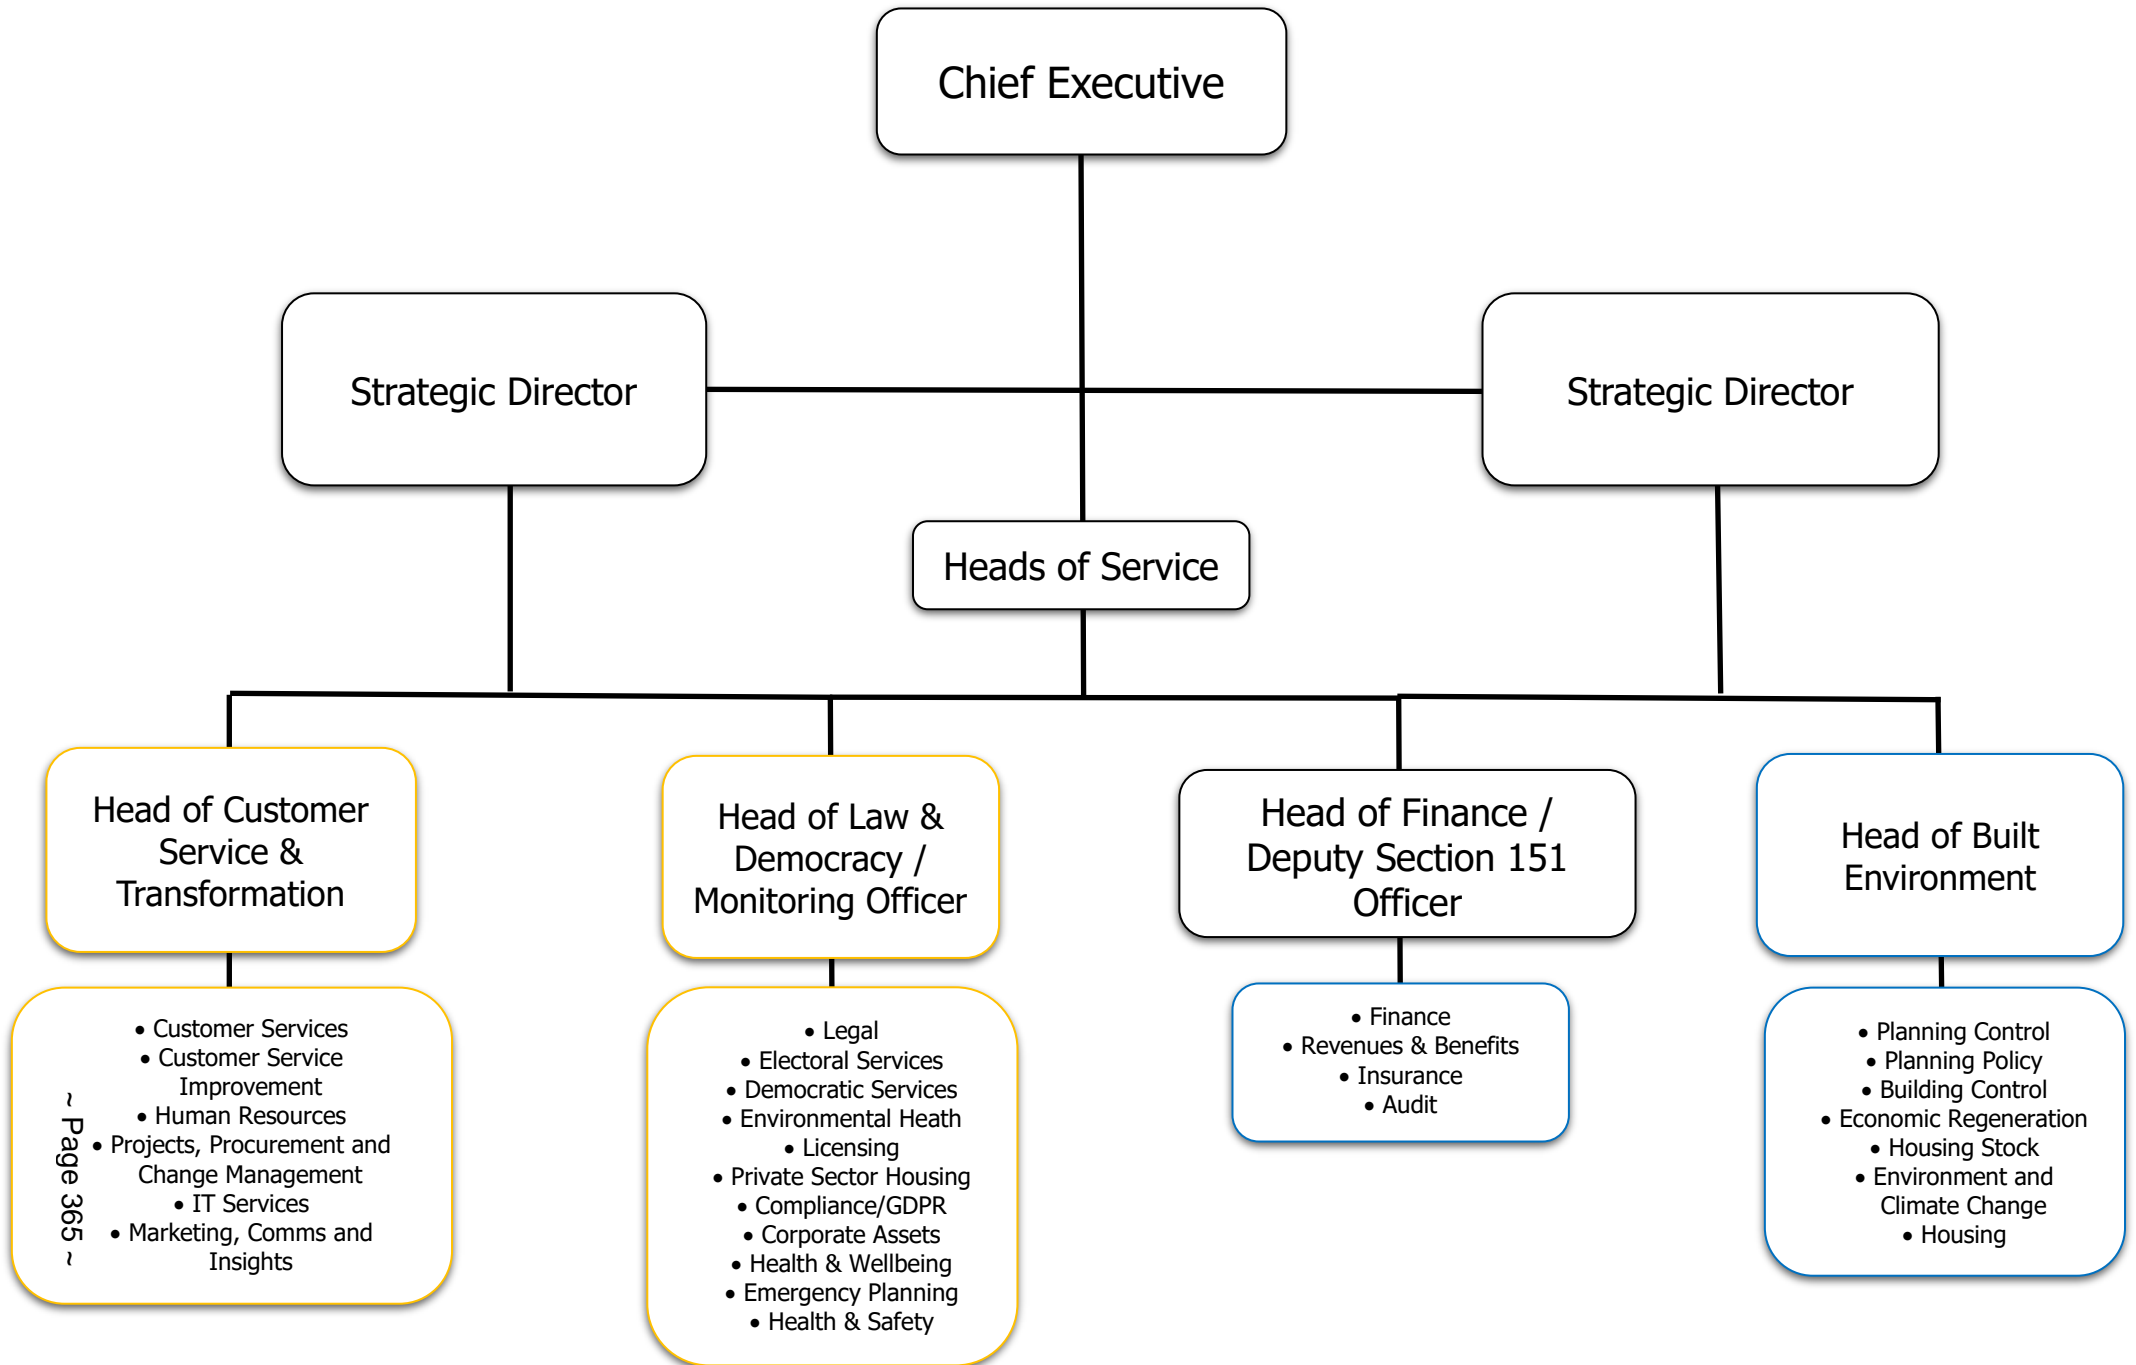 Chief Executive
Strategic Director
Strategic Director
Heads of Service
Head of Customer
Service &
Transformation
Head of Law &
Democracy /
Monitoring Officer
Head of Finance /
Deputy Section 151
Officer
Head of Built
Environment
• Customer Services
• Customer Service
Improvement
• Human Resources
• Projects, Procurement and
Change Management
• IT Services
• Marketing, Comms and
Insights
• Legal
• Electoral Services
• Democratic Services
• Environmental Heath
• Licensing
• Private Sector Housing
• Compliance/GDPR
• Corporate Assets
• Health & Wellbeing
• Emergency Planning
• Health & Safety
• Finance
• Revenues & Benefits
• Insurance
• Audit
• Planning Control
• Planning Policy
• Building Control
• Economic Regeneration
• Housing Stock
• Environment and
Climate Change
• Housing
~ Page 365 ~